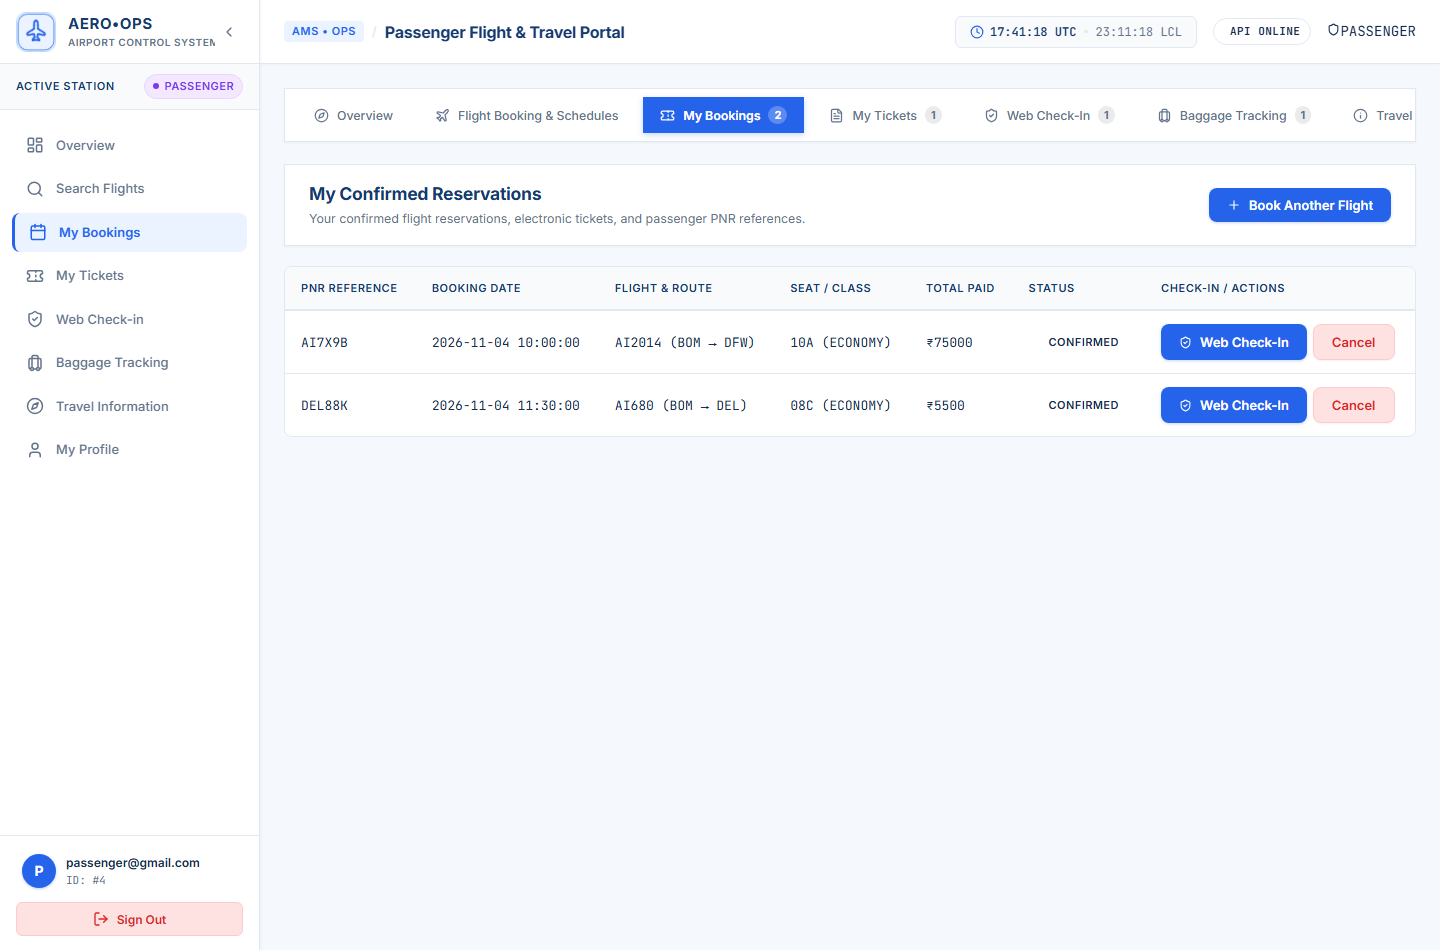 AERO•OPS
AIRPORT CONTROL SYSTEM
ACTIVE STATION
PASSENGER
Overview
Search Flights
My Bookings
My Tickets
Web Check-in
Baggage Tracking
Travel Information
My Profile
P
passenger@gmail.com
ID: #4
Sign Out
AMS • OPS / Passenger Flight & Travel Portal
17:41:18 UTC • 23:11:18 LCL
API ONLINE
PASSENGER
Overview
Flight Booking & Schedules
My Bookings 2
My Tickets 1
Web Check-In 1
Baggage Tracking 1
Travel
My Confirmed Reservations
Your confirmed flight reservations, electronic tickets, and passenger PNR references.
+ Book Another Flight
PNR REFERENCE BOOKING DATE FLIGHT & ROUTE SEAT / CLASS TOTAL PAID STATUS CHECK-IN / ACTIONS
AI7X9B 2026-11-04 10:00:00 AI2014 (BOM → DFW) 10A (ECONOMY) ₹75000 CONFIRMED Web Check-In Cancel
DEL88K 2026-11-04 11:30:00 AI680 (BOM → DEL) 08C (ECONOMY) ₹5500 CONFIRMED Web Check-In Cancel